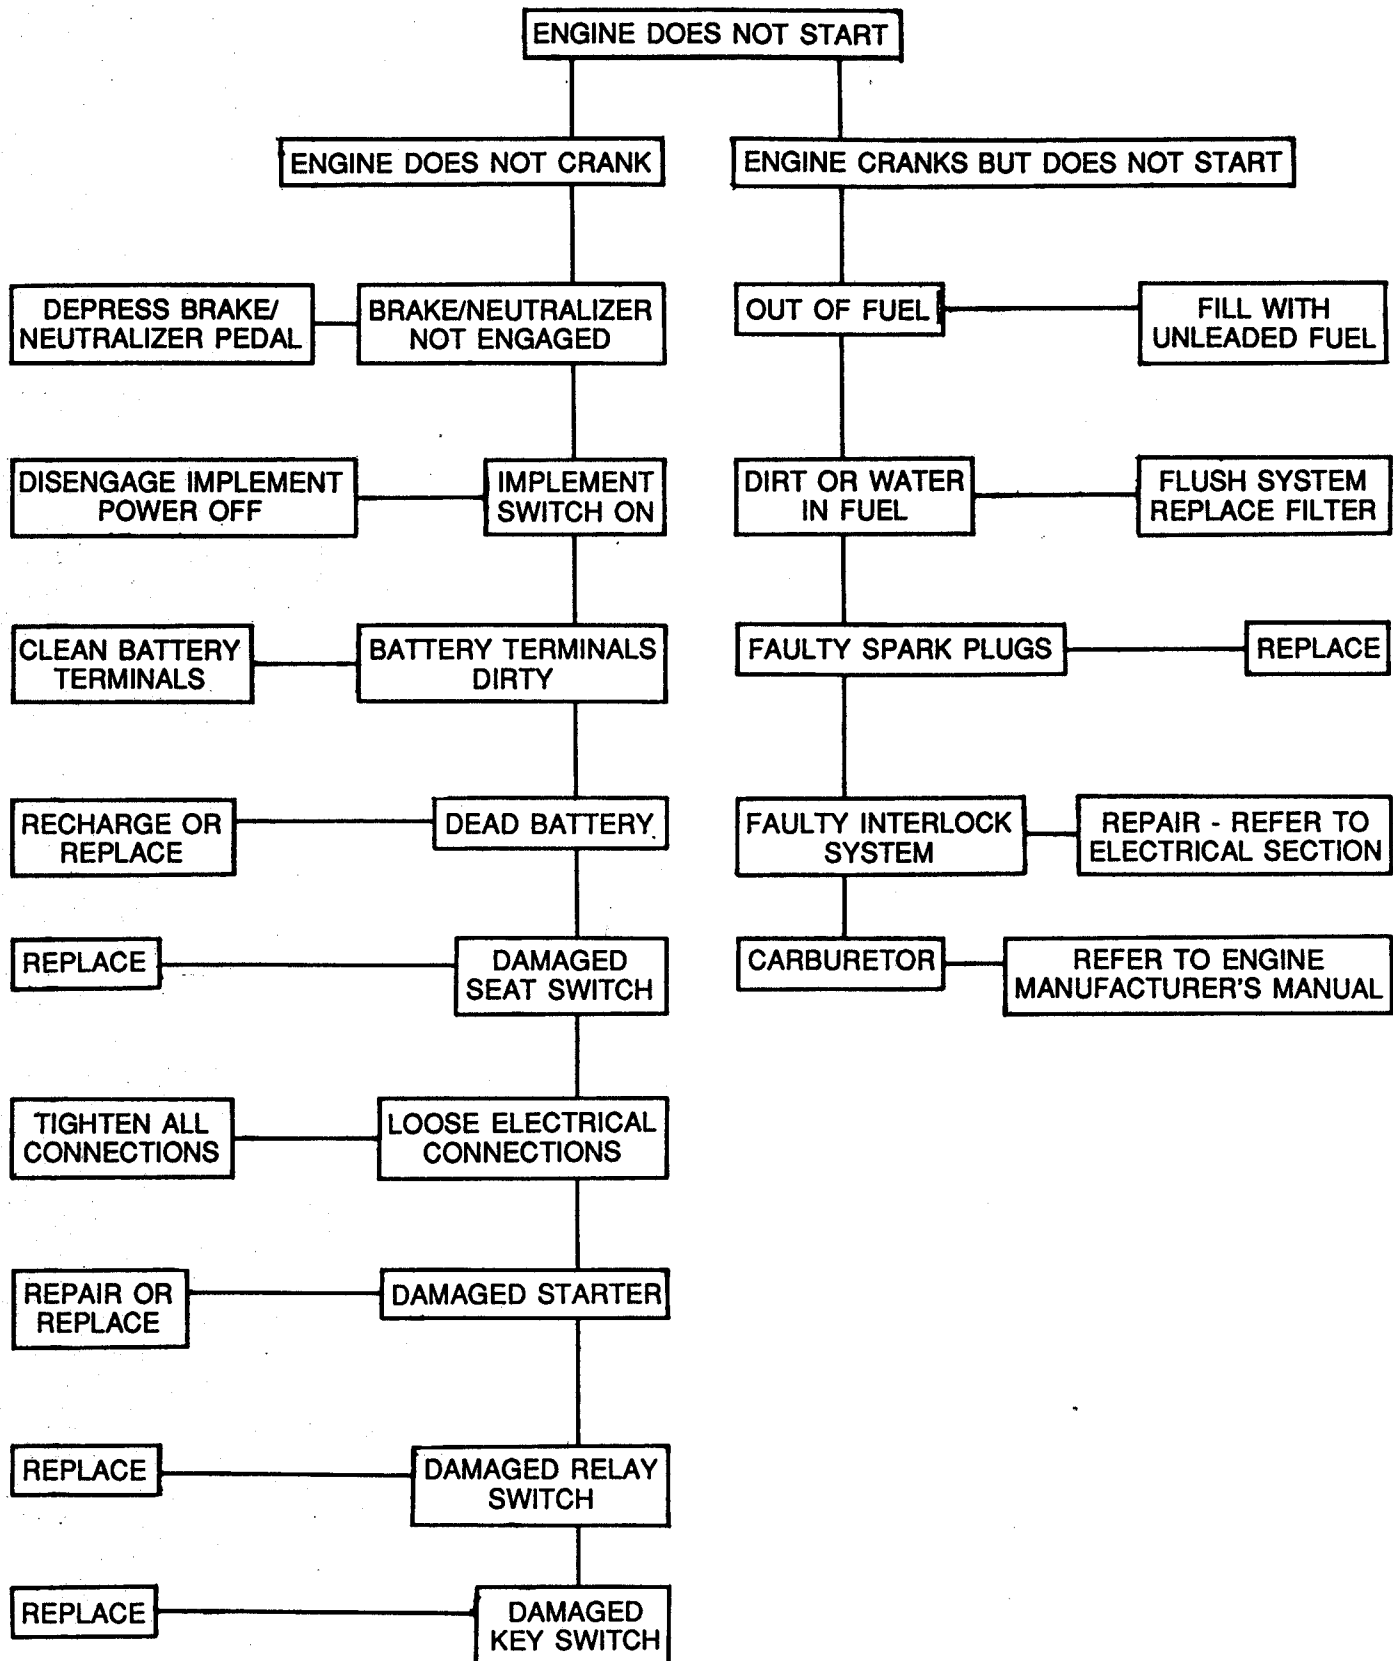 ENGINE DOES NOT START
ENGINE DOES NOT CRANK
ENGINE CRANKS BUT DOES NOT START
DEPRESS BRAKE/
NEUTRALIZER PEDAL
BRAKE/NEUTRALIZER
NOT ENGAGED
OUT OF FUEL
FILL WITH
UNLEADED FUEL
DISENGAGE IMPLEMENT
POWER OFF
IMPLEMENT
SWITCH ON
DIRT OR WATER
IN FUEL
FLUSH SYSTEM
REPLACE FILTER
CLEAN BATTERY
TERMINALS
BATTERY TERMINALS
DIRTY
FAULTY SPARK PLUGS
REPLACE
RECHARGE OR
REPLACE
DEAD BATTERY
FAULTY INTERLOCK
SYSTEM
REPAIR - REFER TO
ELECTRICAL SECTION
REPLACE
DAMAGED
SEAT SWITCH
CARBURETOR
REFER TO ENGINE
MANUFACTURER'S MANUAL
TIGHTEN ALL
CONNECTIONS
LOOSE ELECTRICAL
CONNECTIONS
REPAIR OR
REPLACE
DAMAGED STARTER
REPLACE
DAMAGED RELAY
SWITCH
REPLACE
DAMAGED
KEY SWITCH